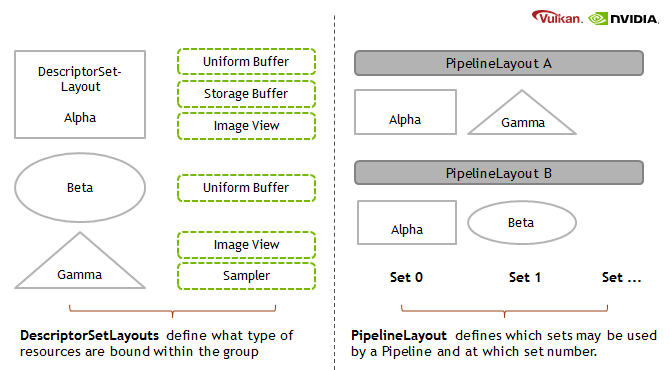 Vulkan. NVIDIA.
DescriptorSet-
Layout
Alpha
Uniform Buffer
Storage Buffer
Image View
Beta
Uniform Buffer
Gamma
Image View
Sampler
DescriptorSetLayouts define what type of
resources are bound within the group
PipelineLayout A
Alpha
Gamma
PipelineLayout B
Alpha
Beta
Set 0 Set 1 Set ...
PipelineLayout defines which sets may be used
by a Pipeline and at which set number.